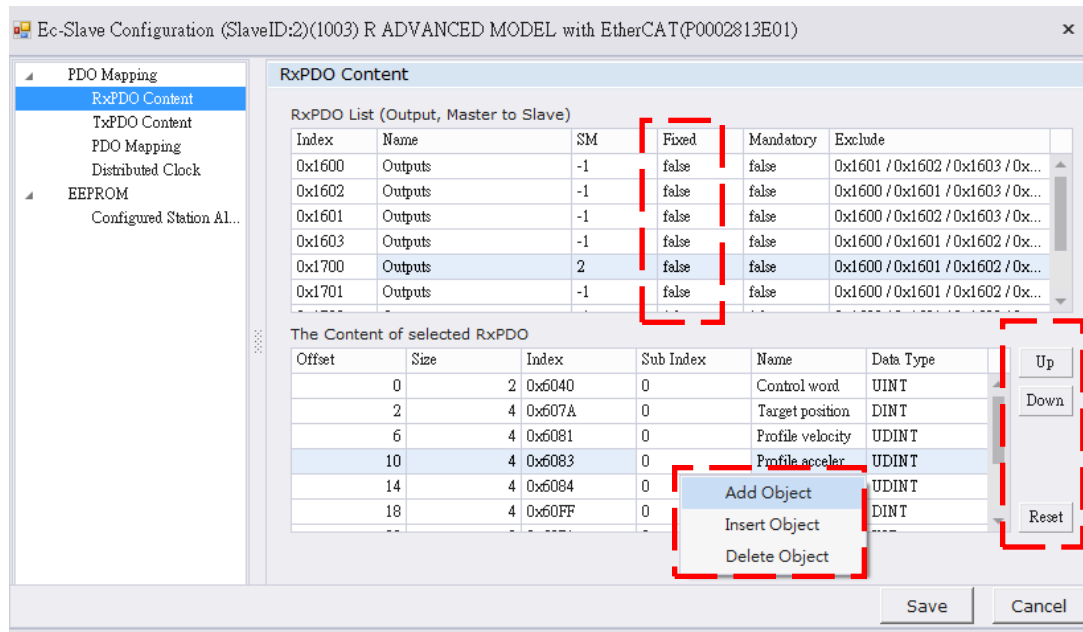 Ec-Slave Configuration (SlaveID:2)(1003) R ADVANCED MODEL with EtherCAT(P0002813E01)
PDO Mapping
RxPDO Content
TxPDO Content
PDO Mapping
Distributed Clock
EEPROM
Configured Station Al...
RxPDO Content
RxPDO List (Output, Master to Slave)
Index Name SM Fixed Mandatory Exclude
0x1600 Outputs -1 false false 0x1601 / 0x1602 / 0x1603 / 0x...
0x1602 Outputs -1 false false 0x1600 / 0x1601 / 0x1603 / 0x...
0x1601 Outputs -1 false false 0x1600 / 0x1602 / 0x1603 / 0x...
0x1603 Outputs -1 false false 0x1600 / 0x1601 / 0x1602 / 0x...
0x1700 Outputs 2 false false 0x1600 / 0x1601 / 0x1602 / 0x...
0x1701 Outputs -1 false false 0x1600 / 0x1601 / 0x1602 / 0x...
The Content of selected RxPDO
Offset Size Index Sub Index Name Data Type
0 2 0x6040 0 Control word UINT
2 4 0x607A 0 Target position DINT
6 4 0x6081 0 Profile velocity UDINT
10 4 0x6083 0 Profile acceler UDINT
14 4 0x6084 0 UDINT
18 4 0x60FF 0 DINT
Add Object
Insert Object
Delete Object
Up
Down
Reset
Save Cancel